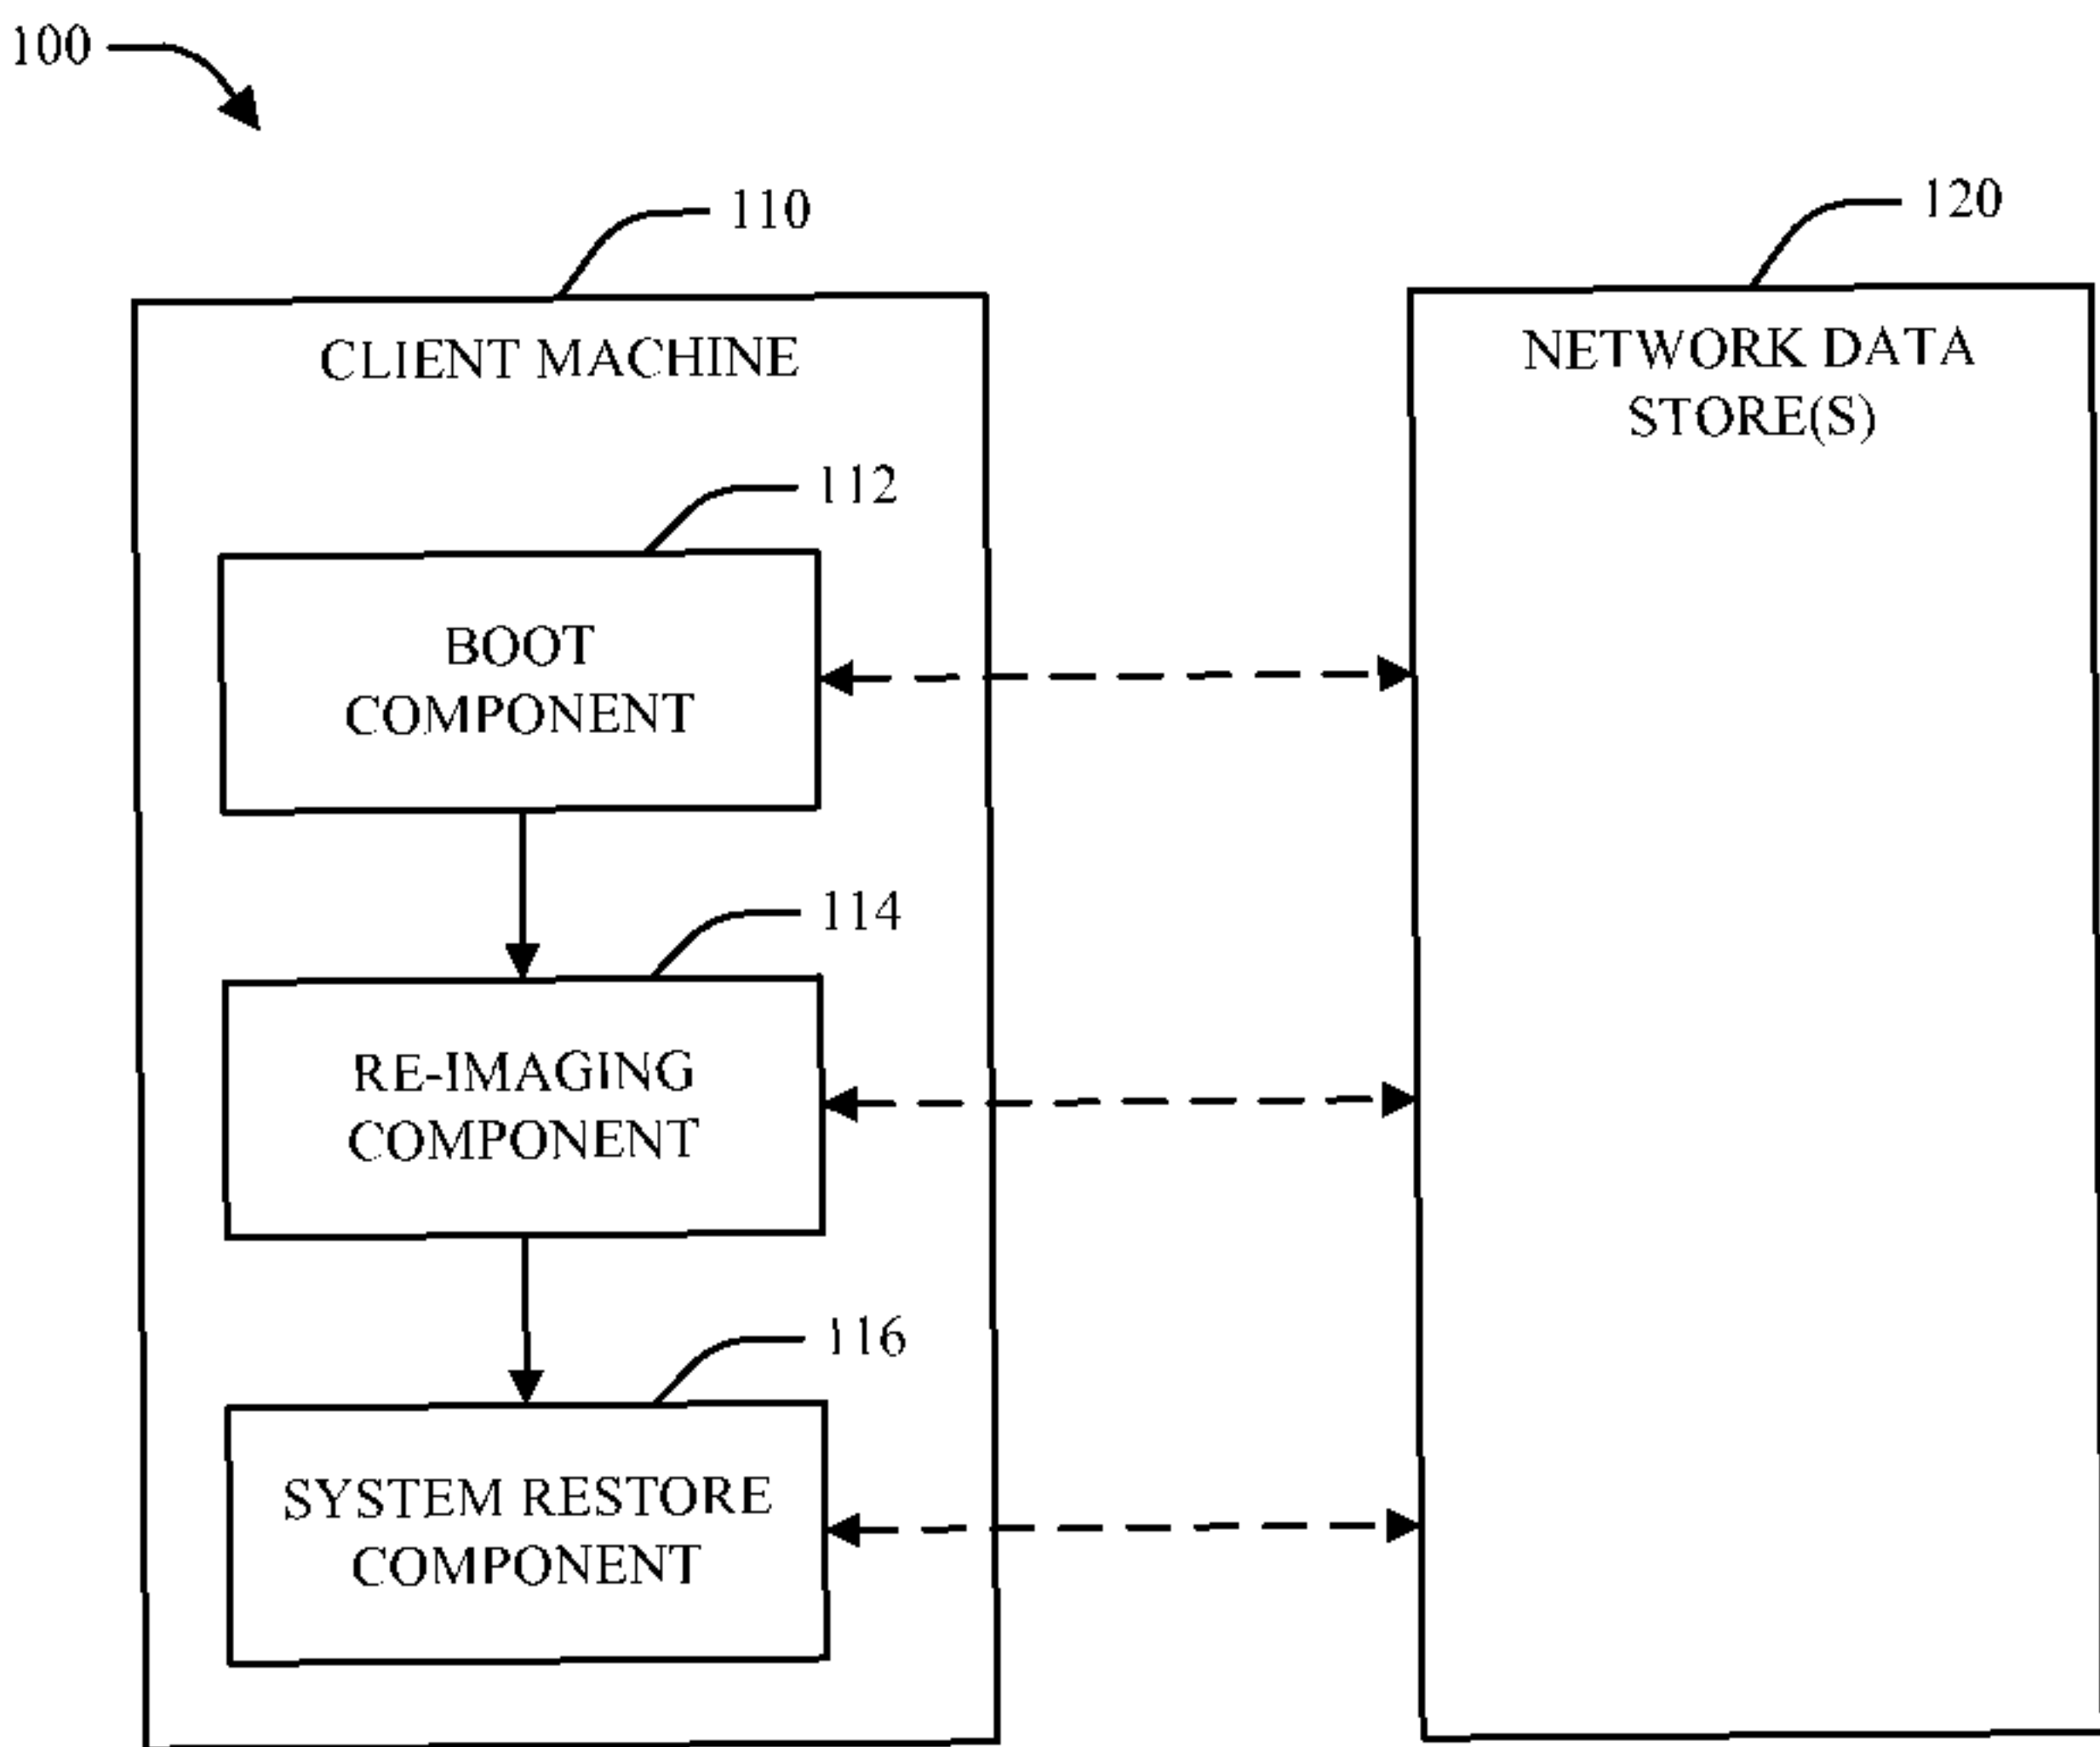 100
110
120
CLIENT MACHINE
NETWORK DATA
STORE(S)
112
BOOT
COMPONENT
114
RE-IMAGING
COMPONENT
116
SYSTEM RESTORE
COMPONENT